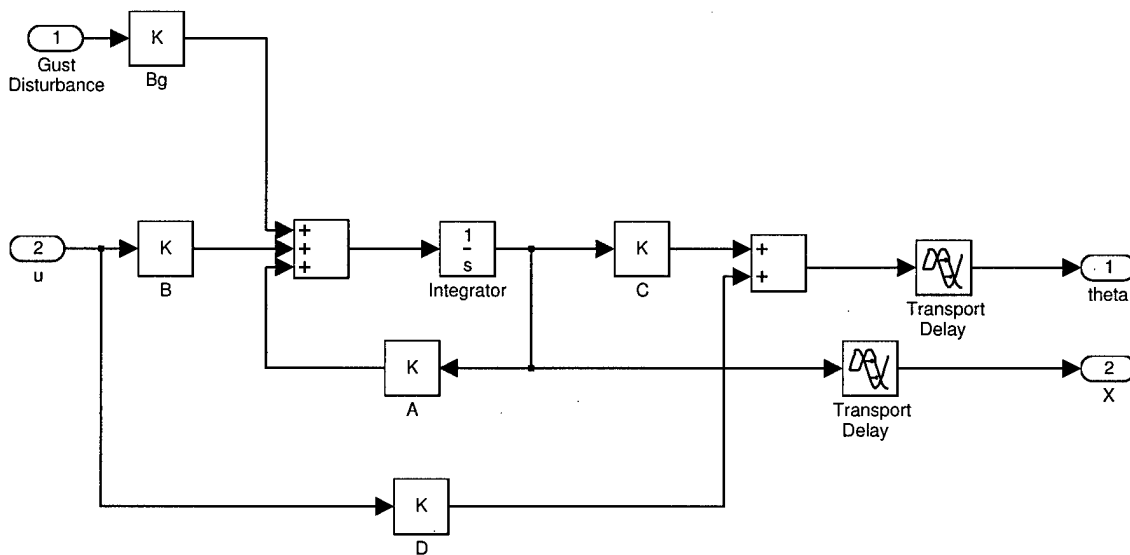 1
Gust
Disturbance
K
Bg
2
u
K
B
+
+
+
1
s
Integrator
K
C
+
+
Transport
Delay
1
theta
K
A
Transport
Delay
2
X
K
D